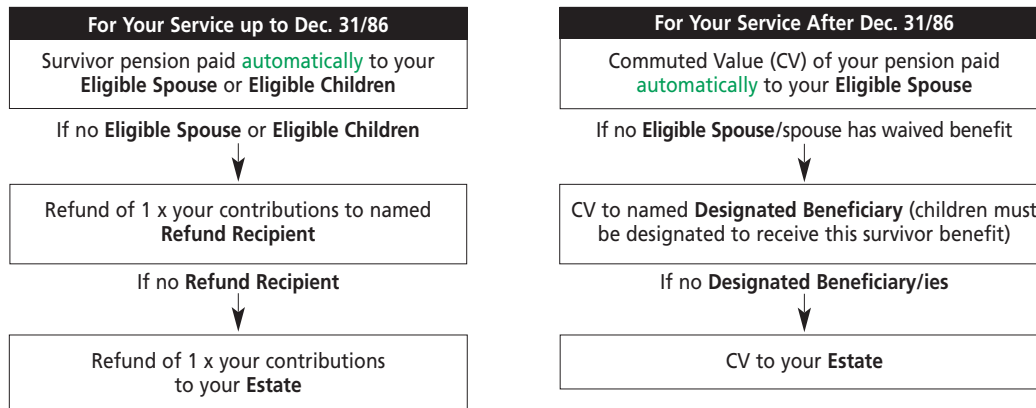 For Your Service up to Dec. 31/86
Survivor pension paid automatically to your
Eligible Spouse or Eligible Children
If no Eligible Spouse or Eligible Children
Refund of 1 x your contributions to named
Refund Recipient
If no Refund Recipient
Refund of 1 x your contributions
to your Estate
For Your Service After Dec. 31/86
Commuted Value (CV) of your pension paid
automatically to your Eligible Spouse
If no Eligible Spouse/spouse has waived benefit
CV to named Designated Beneficiary (children must
be designated to receive this survivor benefit)
If no Designated Beneficiary/ies
CV to your Estate